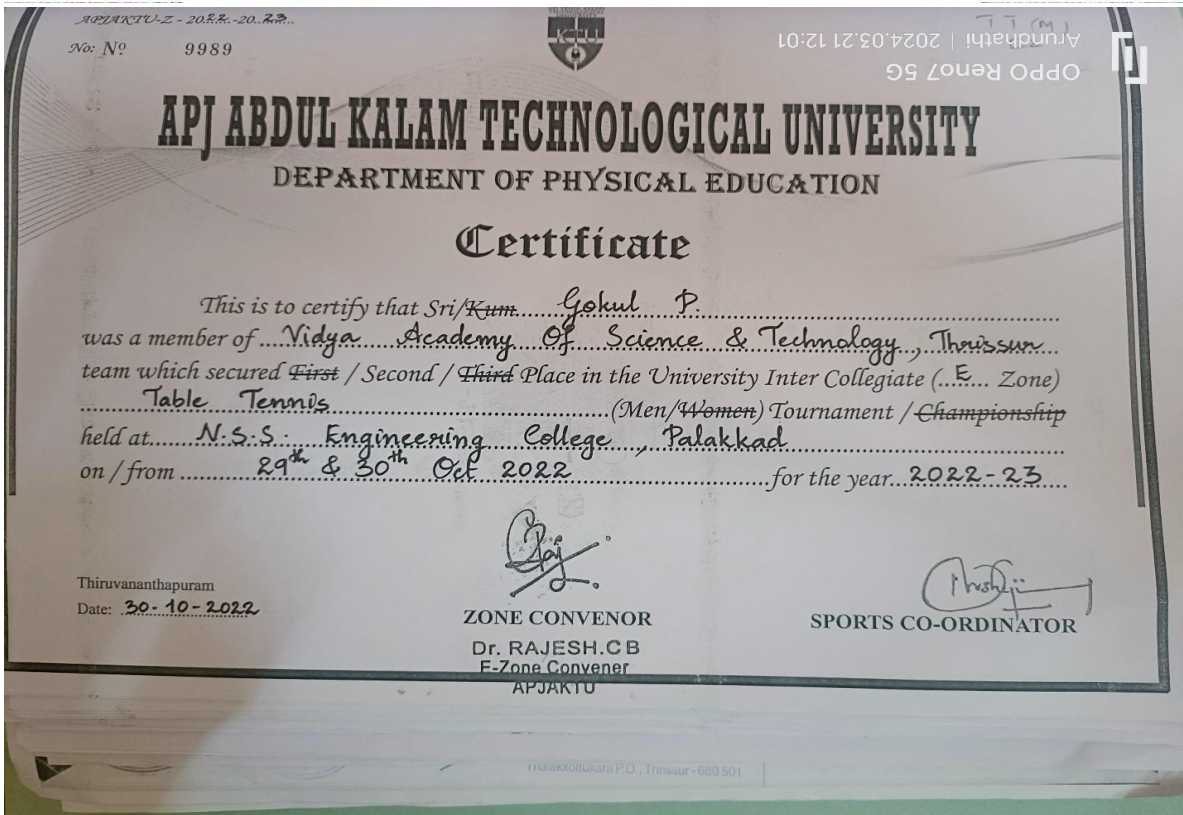 APJAKTU-Z - 2022.-20..23..
No: Nº 9989
KTU
T T (M)
Arundhathi | 2024.03.21 12:01
OPPO Reno7 5G
APJ ABDUL KALAM TECHNOLOGICAL UNIVERSITY
DEPARTMENT OF PHYSICAL EDUCATION
Certificate
This is to certify that Sri/Kum.... Gokul P.
was a member of ....Vidya Academy Of Science & Technology, Thrissur
team which secured First / Second / Third Place in the University Inter Collegiate (...E... Zone)
Table Tennis (Men/Women) Tournament / Championship
held at..... N.S.S. Engineering College, Palakkad
on / from 29th & 30th Oct 2022 for the year...2022-23
Thiruvananthapuram
Date: 30-10-2022
ZONE CONVENOR
SPORTS CO-ORDINATOR
Dr. RAJESH.C B
E-Zone Convener
APJAKTU
Thalakkottukara P.O., Thrissur - 680 501